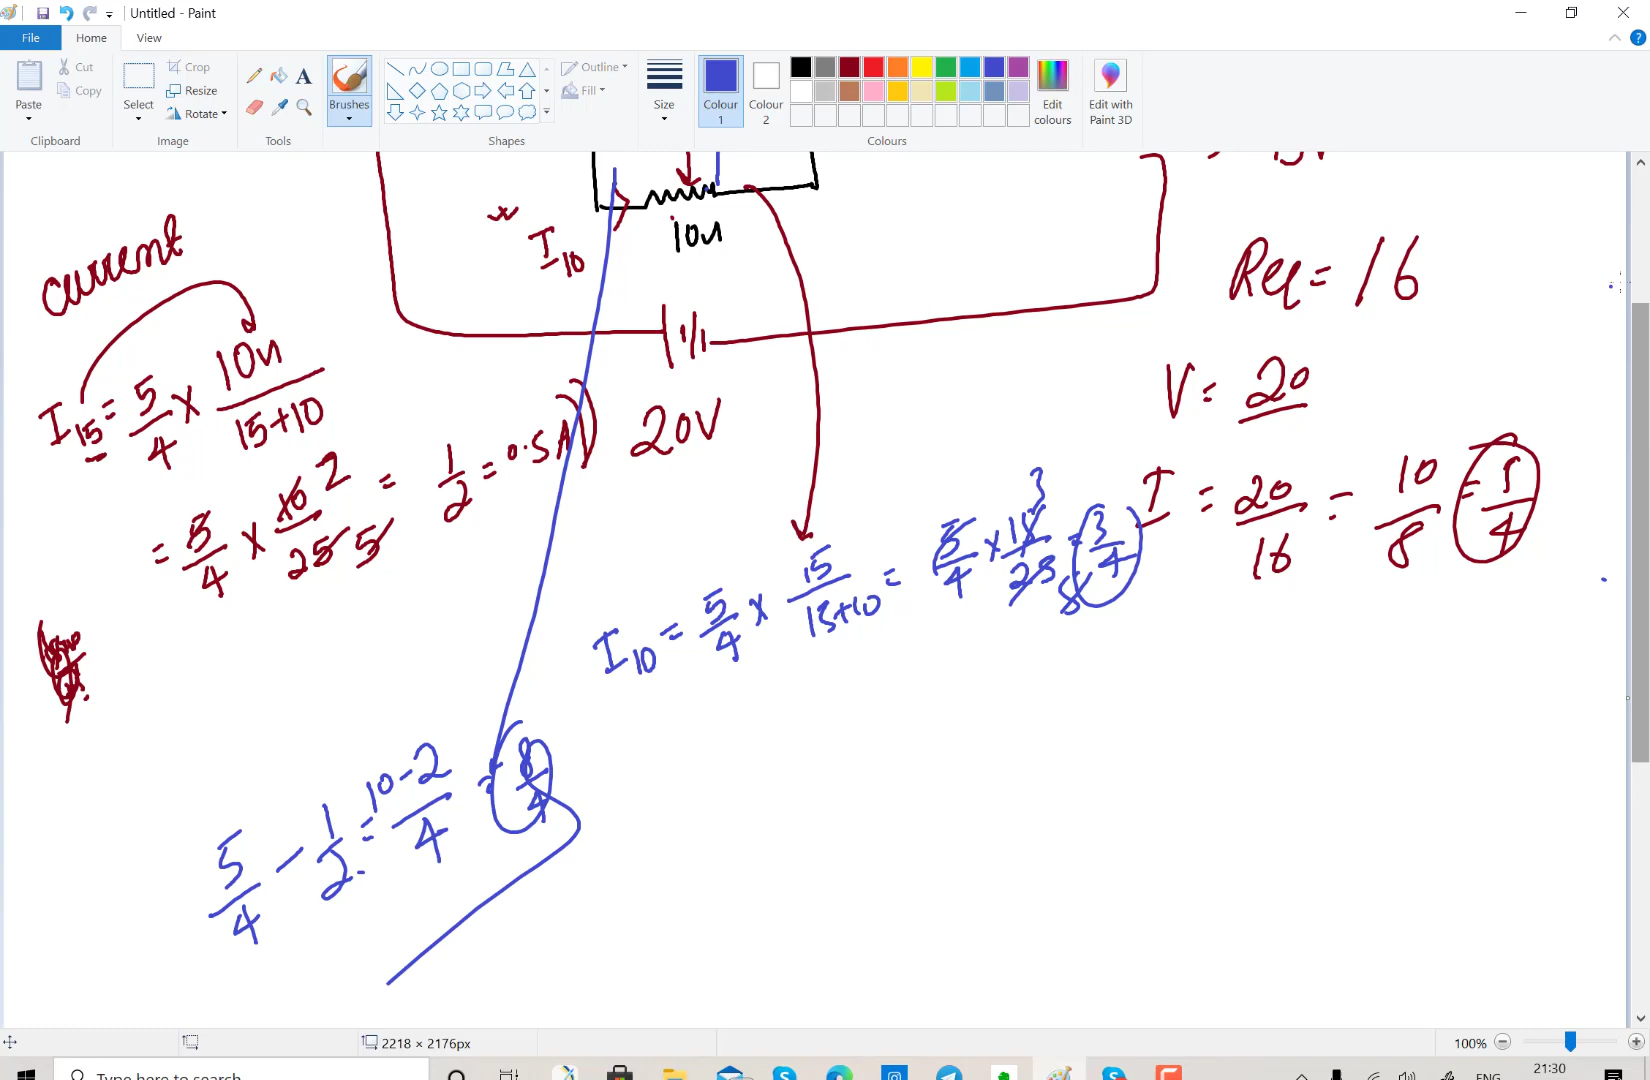 Untitled - Paint
File Home View
Paste
Cut
Copy
Clipboard
Select
Crop
Resize
Rotate
Image
Tools
Brushes
Shapes
Outline
Fill
Size
Colour 1
Colour 2
Edit colours
Edit with Paint 3D
Colours
current
I10
10Ω
Req = 16
I15 = 5/4 × 10Ω/15+10
20V
V = 20
= 5/4 × 10 2/25 5 = 1/2 = 0.5A
I = 20/16 = 10/8 = 5/4
I10 = 5/4 × 15/15+10 = 5/4 × 15 3/25 5 = 3/4
5/4 - 1/2 = 10-2/4 = 8/4
2218 × 2176px
100%
Type here to search
ENG
21:30